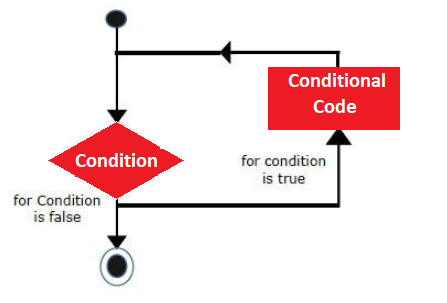 Conditional
Code
Condition
for condition
is true
for Condition
is false